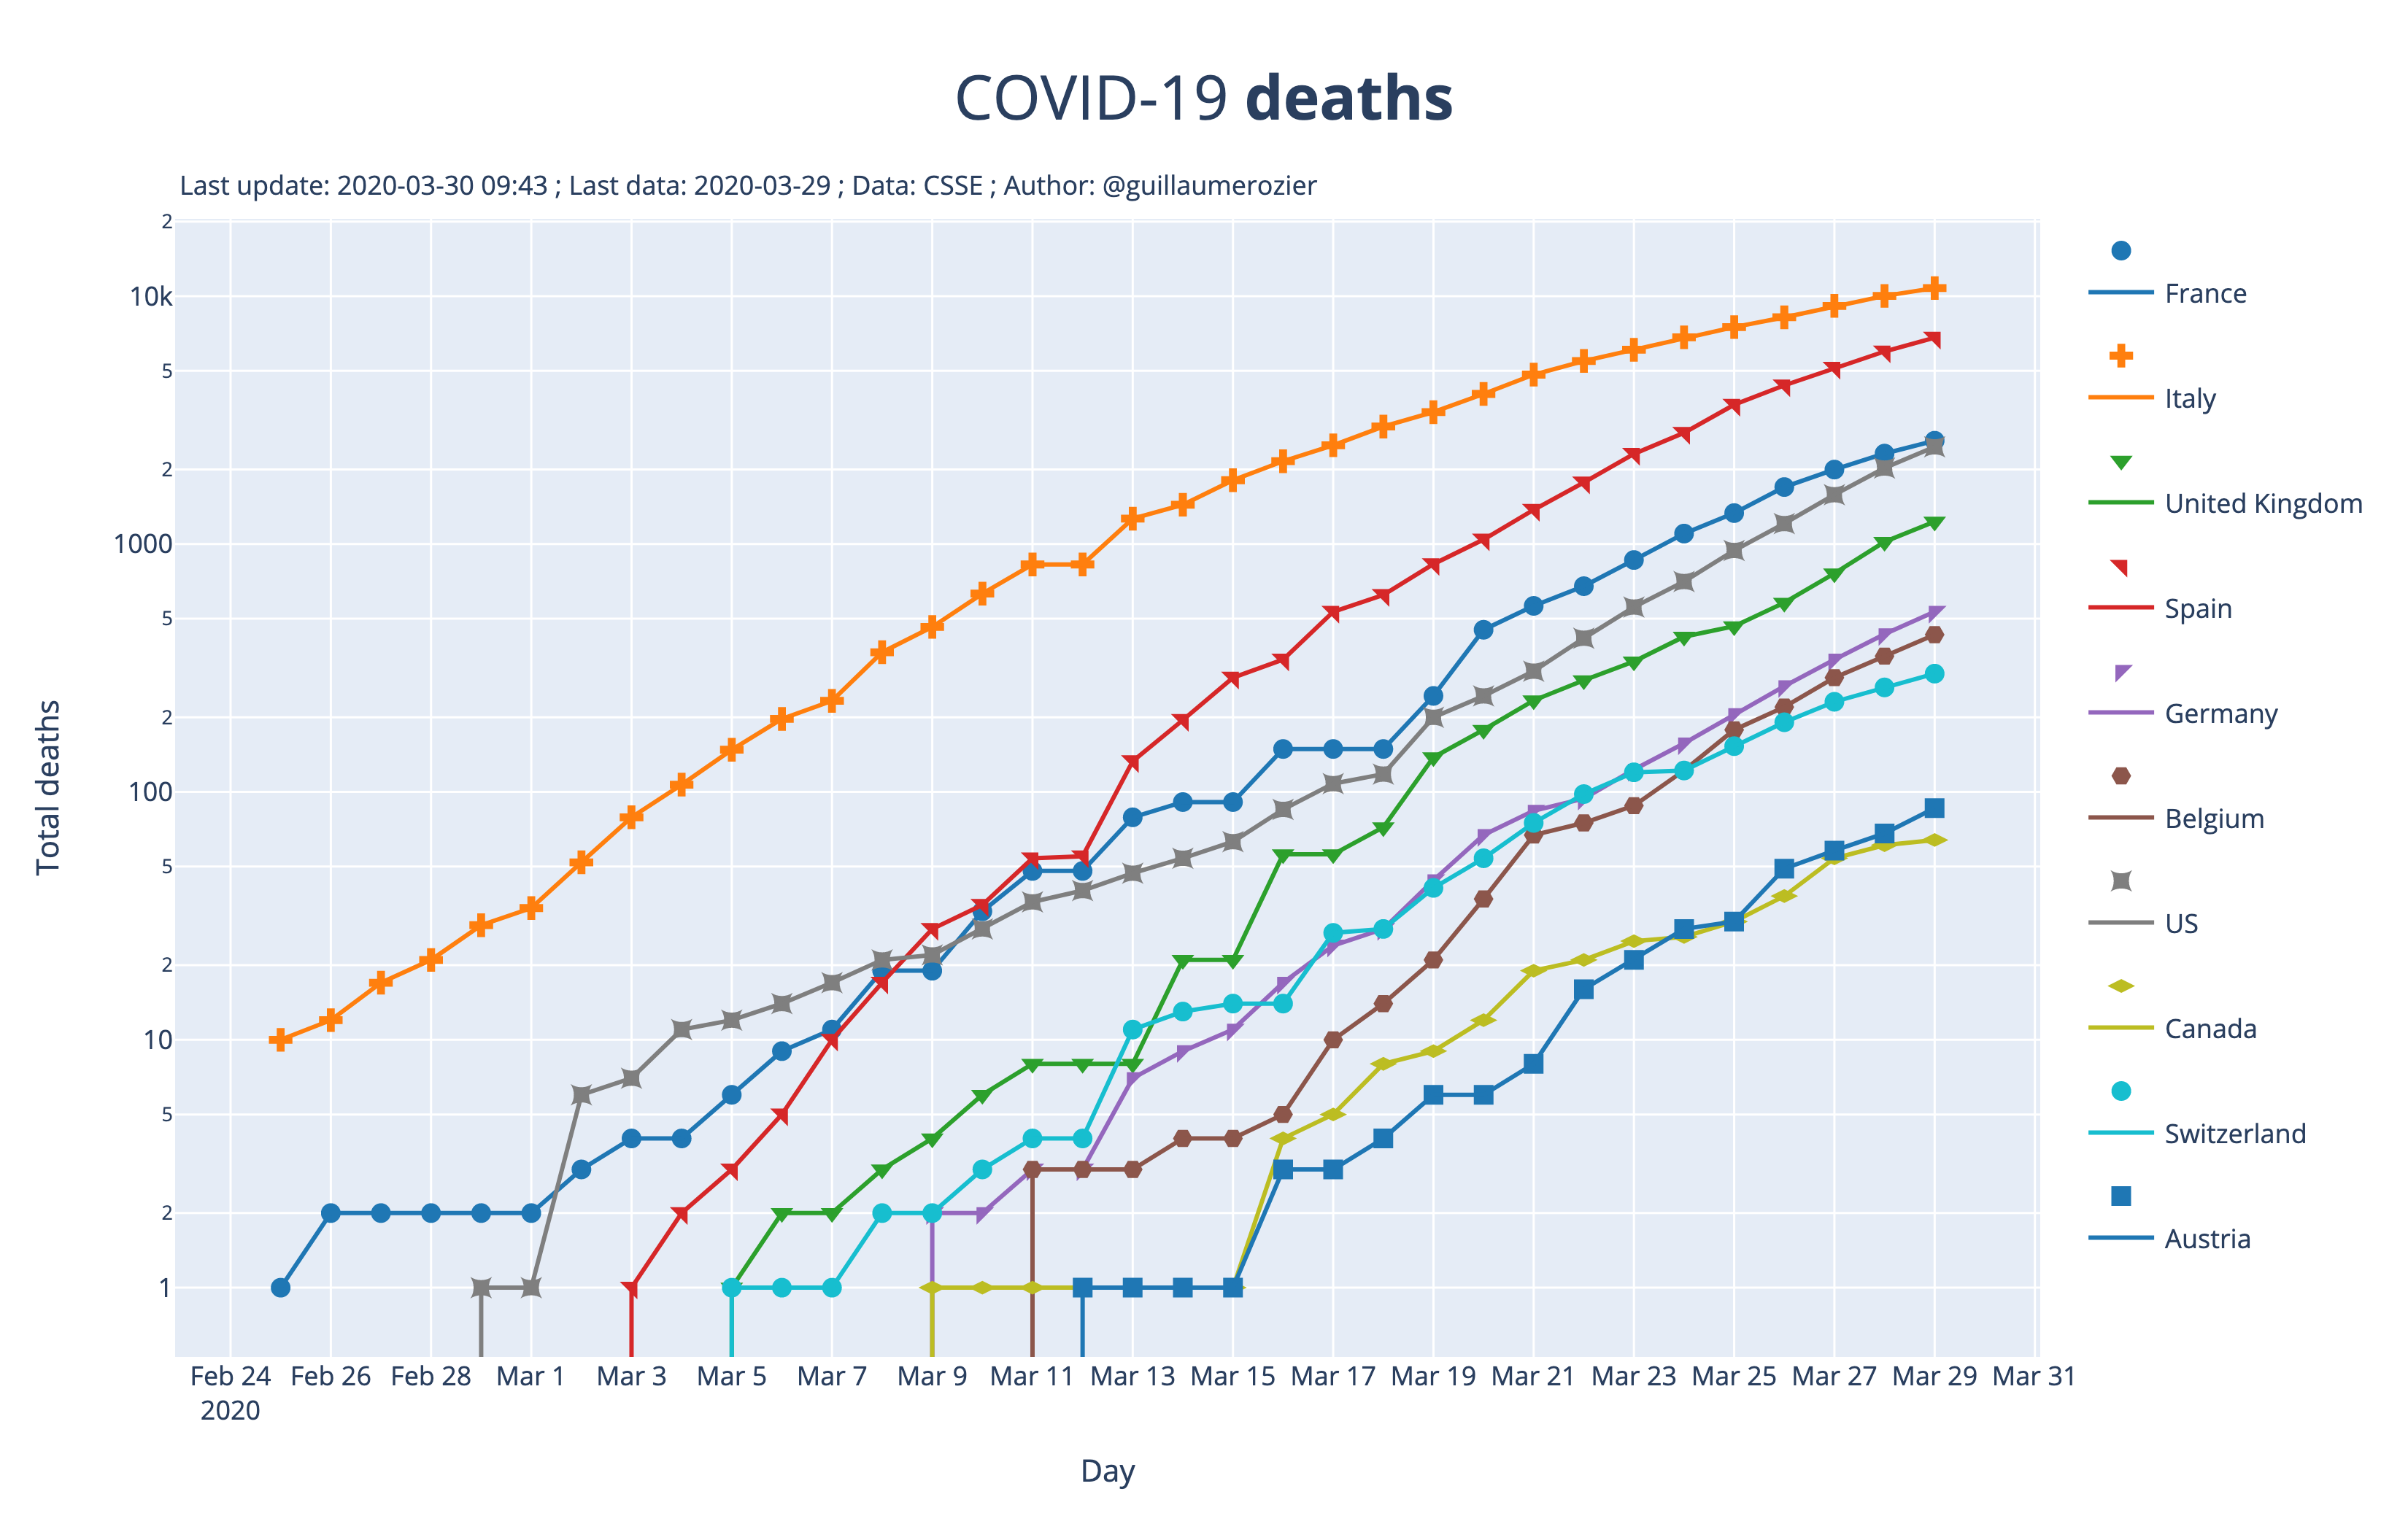 COVID-19 deaths
Last update: 2020-03-30 09:43 ; Last data: 2020-03-29 ; Data: CSSE ; Author: @guillaumerozier
2
10k
5
2
1000
5
2
100
5
2
10
5
2
1
Total deaths
Feb 24 Feb 26 Feb 28 Mar 1 Mar 3 Mar 5 Mar 7 Mar 9 Mar 11 Mar 13 Mar 15 Mar 17 Mar 19 Mar 21 Mar 23 Mar 25 Mar 27 Mar 29 Mar 31
2020
Day
France
Italy
United Kingdom
Spain
Germany
Belgium
US
Canada
Switzerland
Austria